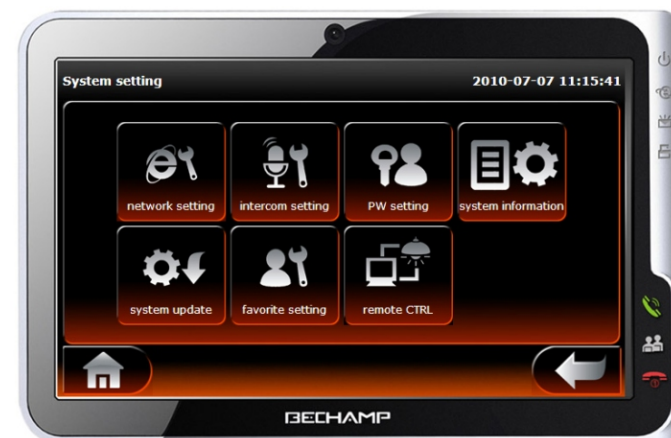 System setting
2010-07-07 11:15:41
network setting
intercom setting
PW setting
system information
system update
favorite setting
remote CTRL
BECHAMP